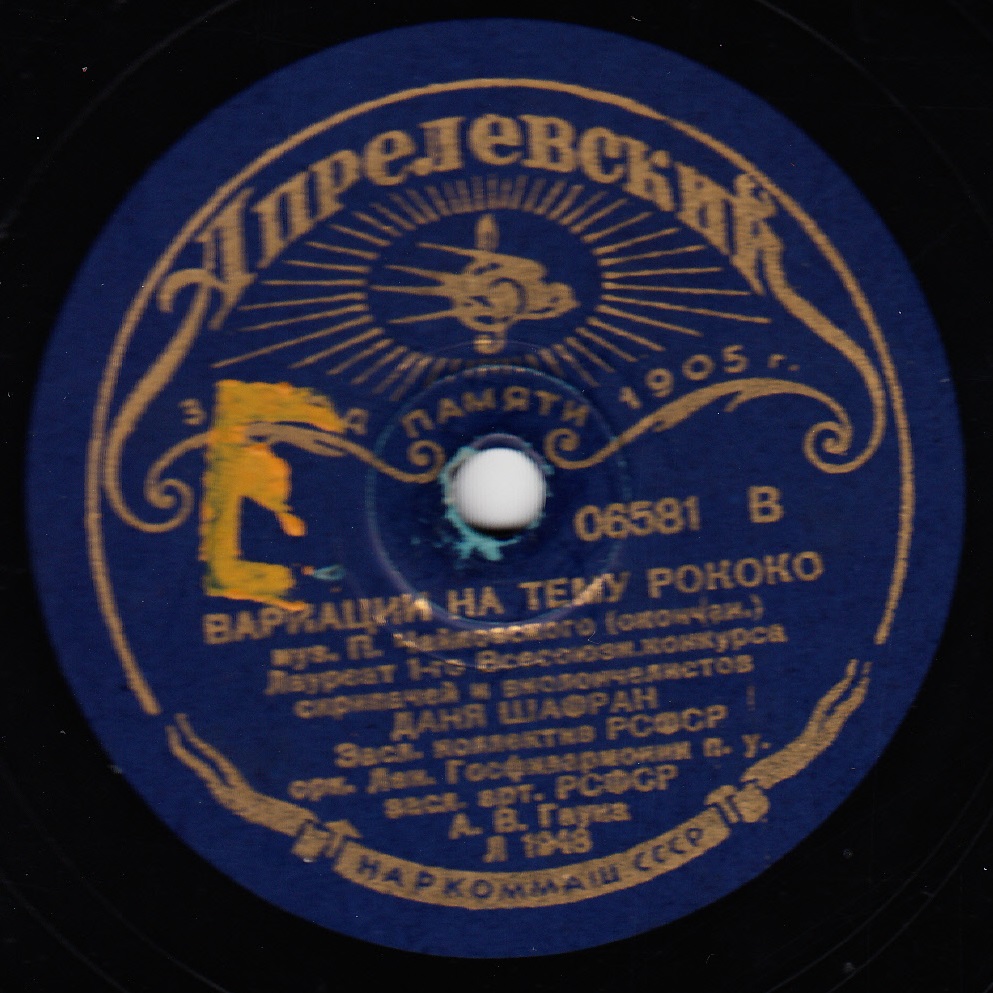 Апрелевский
ПАМЯТИ 1905 г.
06581 В
ВАРИАЦИИ НА ТЕМУ РОКОКО
муз. П. Чайковского (окончан.)
Лауреат 1-го Всесоюзн. конкурса
скрипачей и виолончелистов
ДАНЯ ШАФРАН
Засл. коллектив РСФСР
орк. Лен. Госфилармонии п. у.
засл. арт. РСФСР
А. В. Гаука
Л 1948
НАРКОММАШ СССР